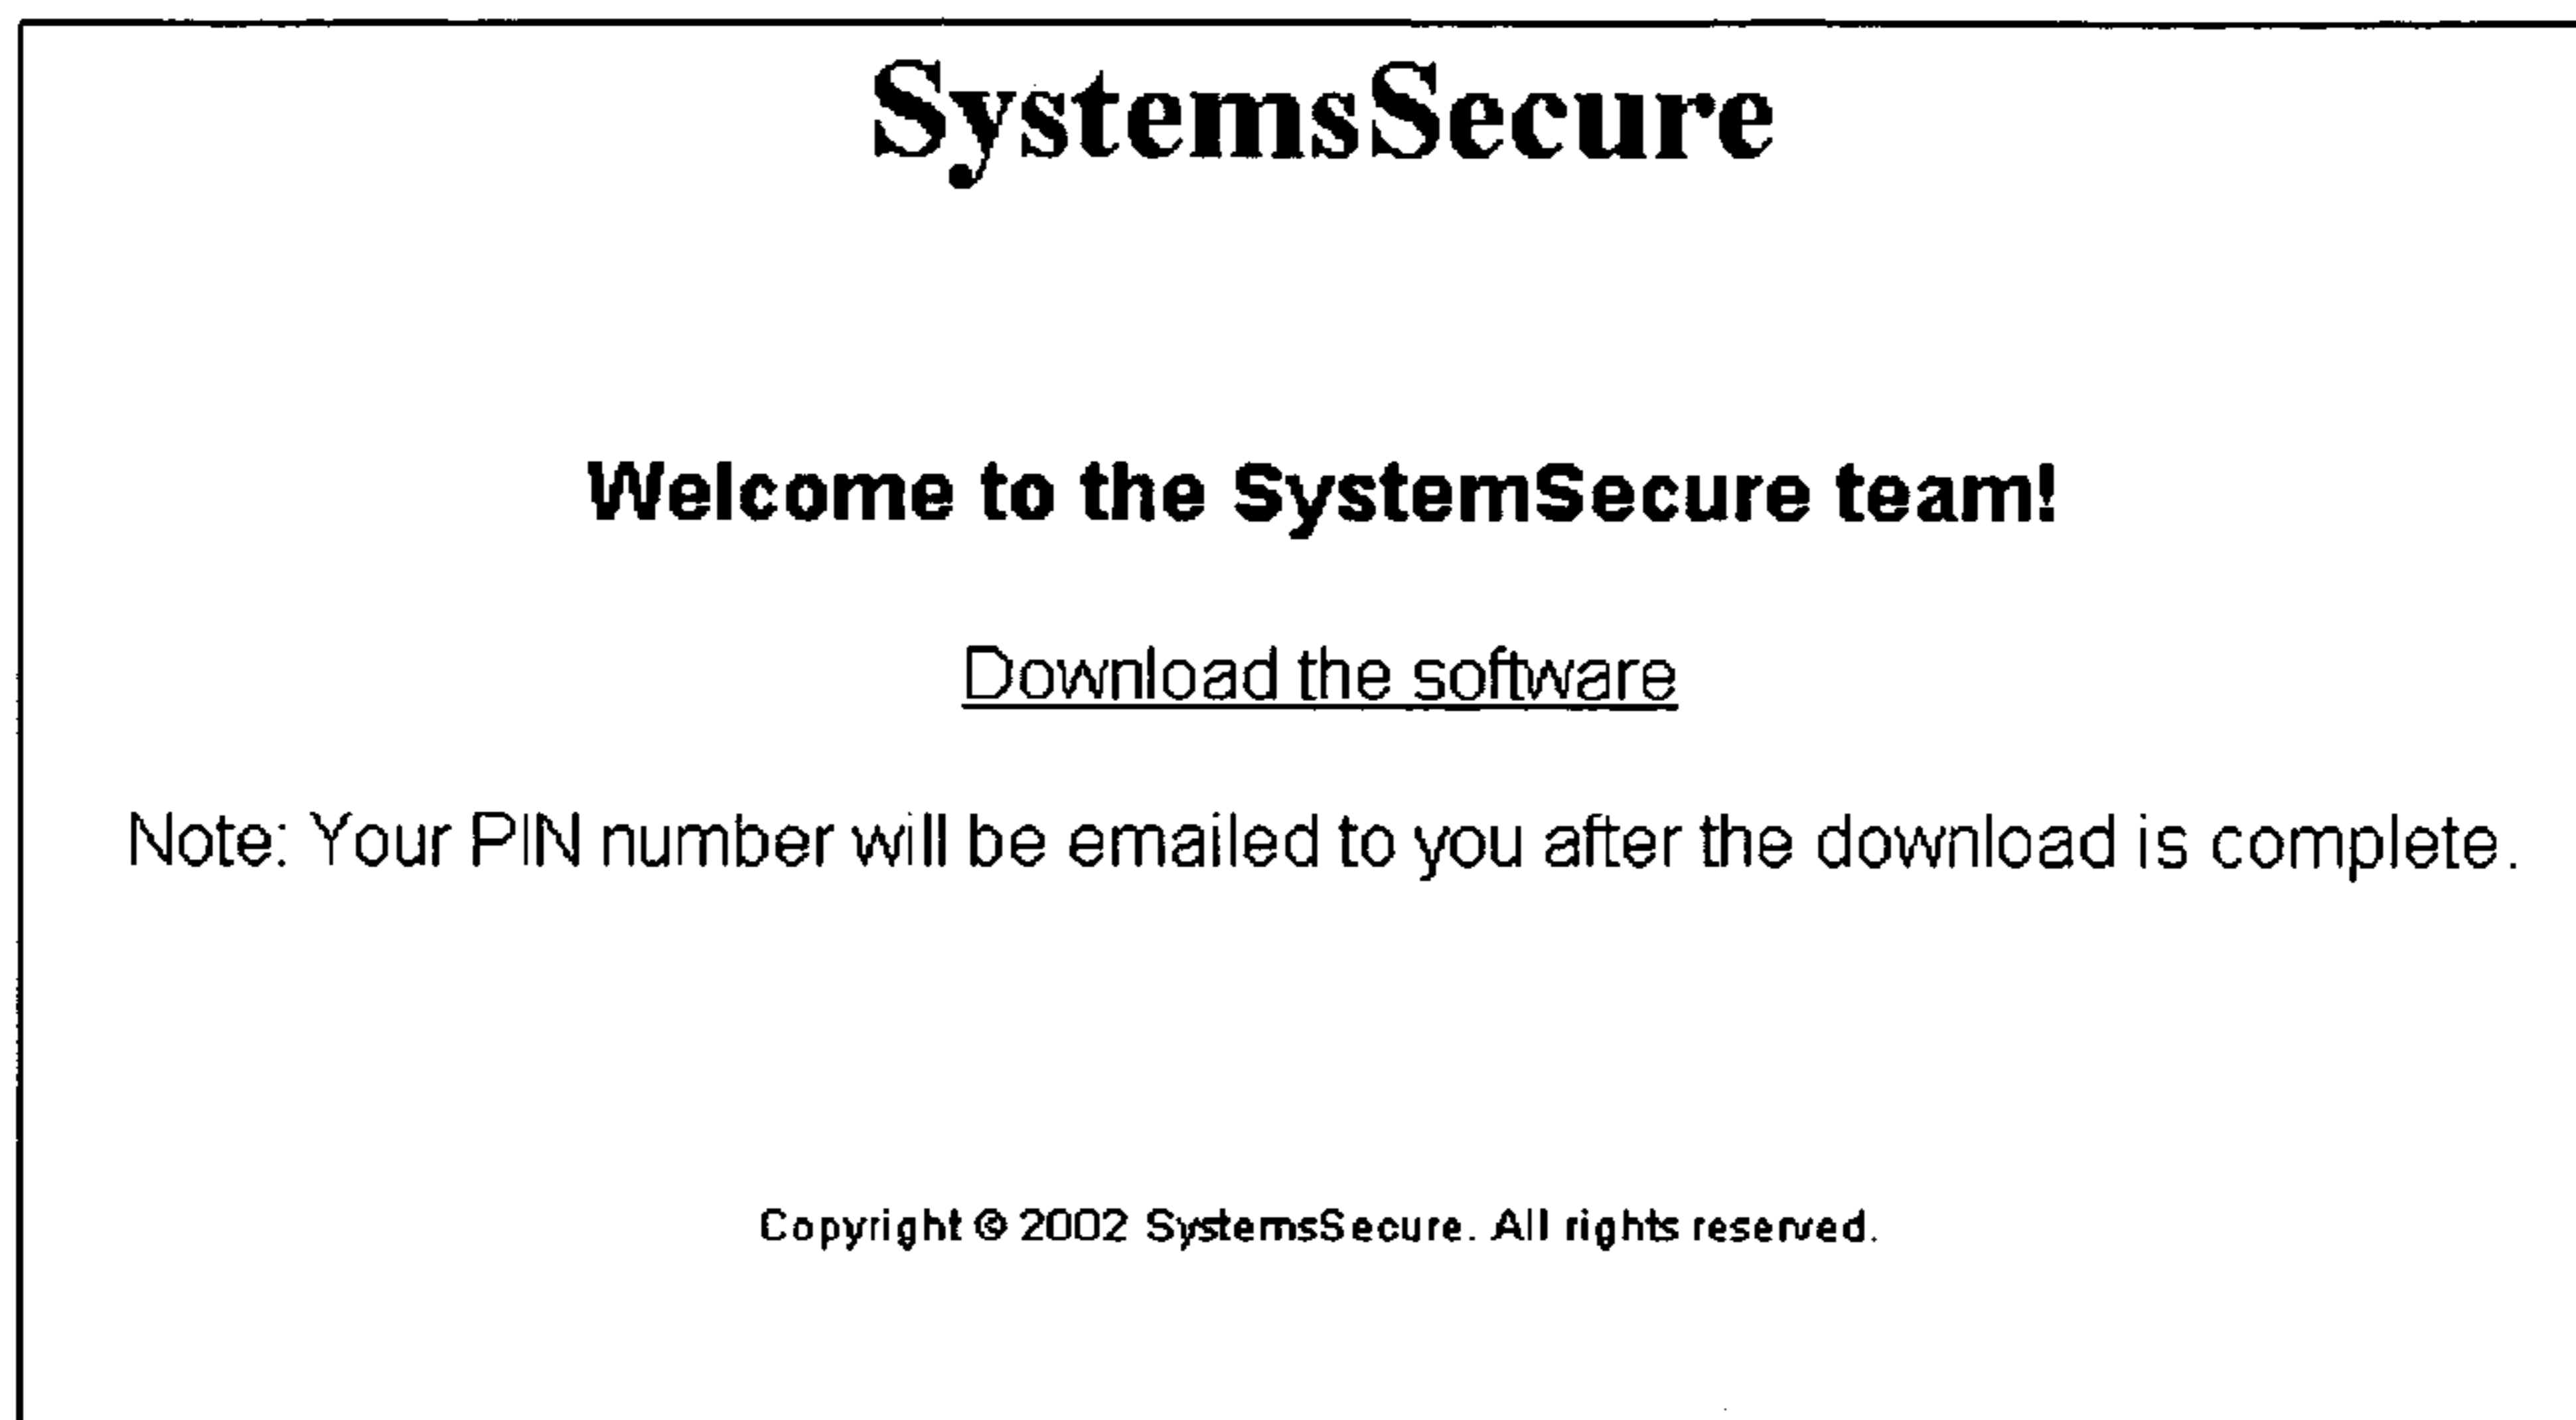 SystemsSecure
Welcome to the SystemSecure team!
Download the software
Note: Your PIN number will be emailed to you after the download is complete.
Copyright © 2002 SystemsSecure. All rights reserved.